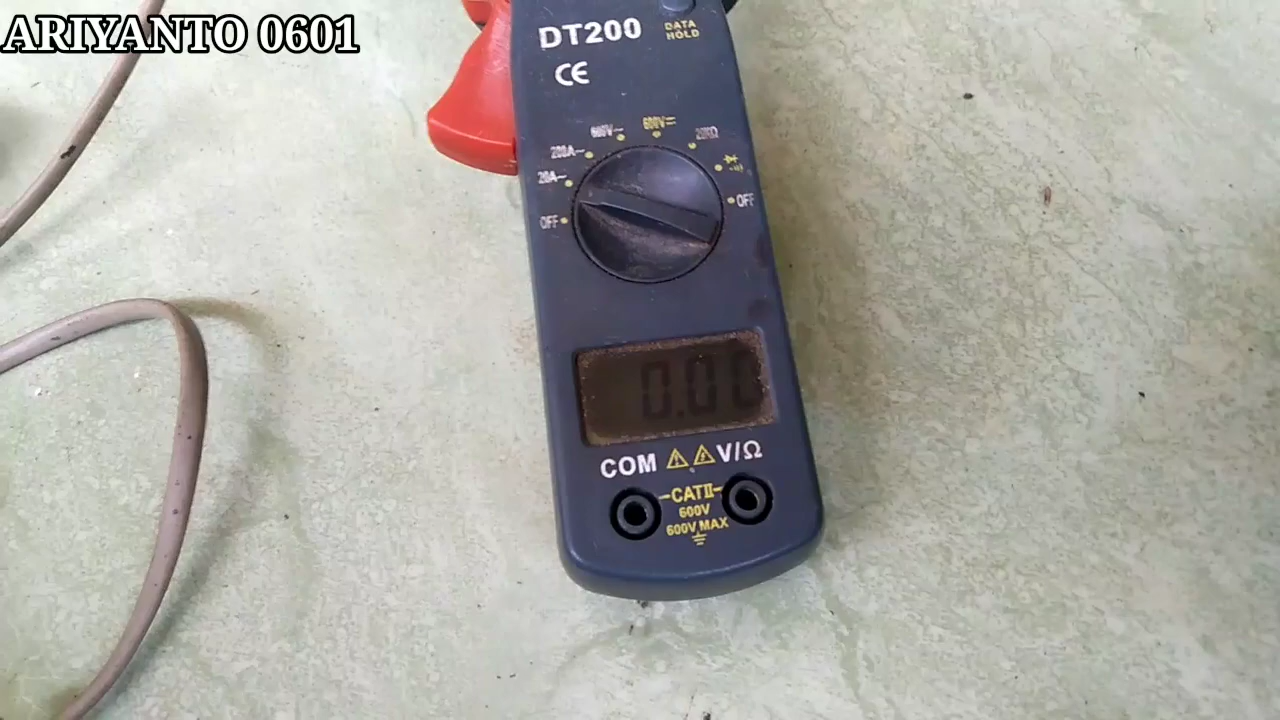 ARIYANTO 0601
DT200
DATA
HOLD
CE
600V~
600V
200A~
20A~
OFF
OFF
0.00
COM V/Ω
CATII
600V
600V MAX